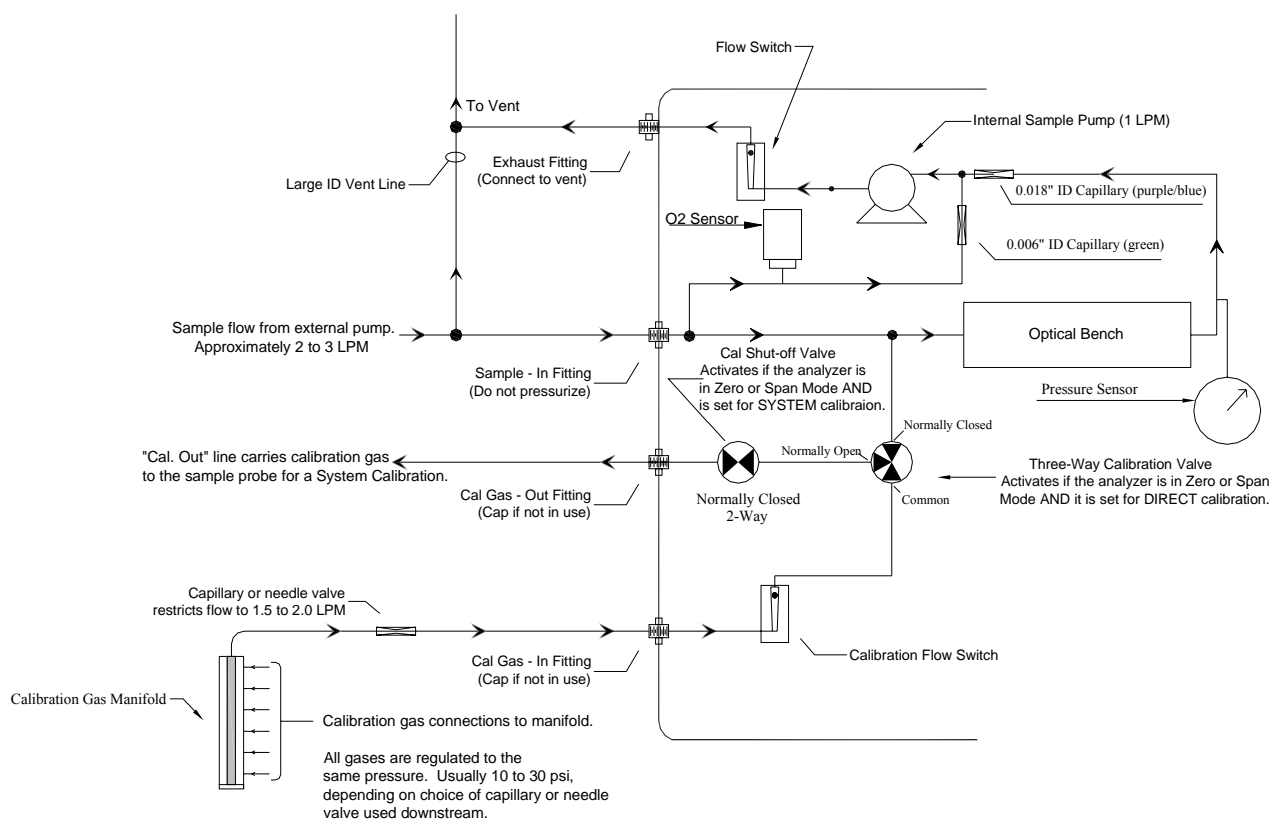 Flow Switch
To Vent
Internal Sample Pump (1 LPM)
Exhaust Fitting
(Connect to vent)
Large ID Vent Line
0.018" ID Capillary (purple/blue)
O2 Sensor
0.006" ID Capillary (green)
Sample flow from external pump.
Approximately 2 to 3 LPM
Optical Bench
Sample - In Fitting
(Do not pressurize)
Cal Shut-off Valve
Activates if the analyzer is
in Zero or Span Mode AND
is set for SYSTEM calibraion.
Pressure Sensor
Normally Closed
Normally Open
"Cal. Out" line carries calibration gas
to the sample probe for a System Calibration.
Three-Way Calibration Valve
Activates if the analyzer is in Zero or Span
Mode AND it is set for DIRECT calibration.
Cal Gas - Out Fitting
(Cap if not in use)
Normally Closed
2-Way
Common
Capillary or needle valve
restricts flow to 1.5 to 2.0 LPM
Cal Gas - In Fitting
(Cap if not in use)
Calibration Flow Switch
Calibration Gas Manifold
Calibration gas connections to manifold.
All gases are regulated to the
same pressure. Usually 10 to 30 psi,
depending on choice of capillary or needle
valve used downstream.